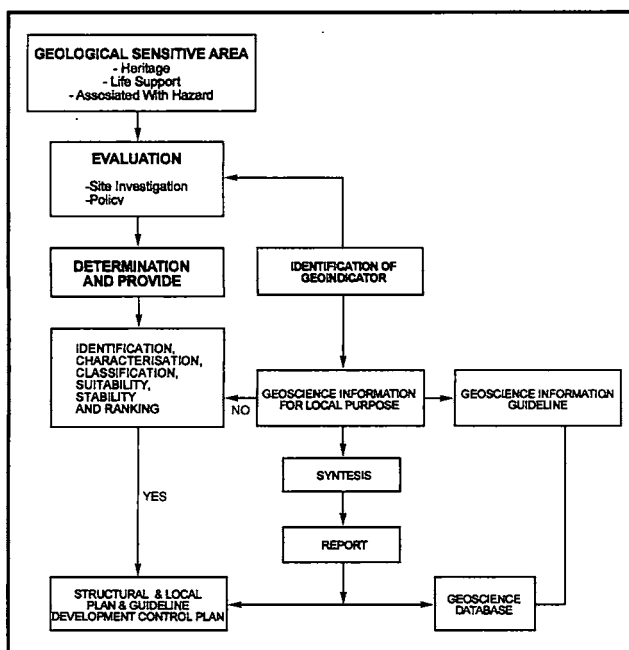 GEOLOGICAL SENSITIVE AREA
- Heritage
- Life Support
- Assosiated With Hazard
EVALUATION
-Site Investigation
-Policy
DETERMINATION
AND PROVIDE
IDENTIFICATION OF
GEOINDICATOR
IDENTIFICATION,
CHARACTERISATION,
CLASSIFICATION,
SUITABILITY,
STABILITY
AND RANKING
NO
GEOSCIENCE INFORMATION
FOR LOCAL PURPOSE
GEOSCIENCE INFORMATION
GUIDELINE
SYNTESIS
YES
REPORT
STRUCTURAL & LOCAL
PLAN & GUIDELINE
DEVELOPMENT CONTROL PLAN
GEOSCIENCE
DATABASE